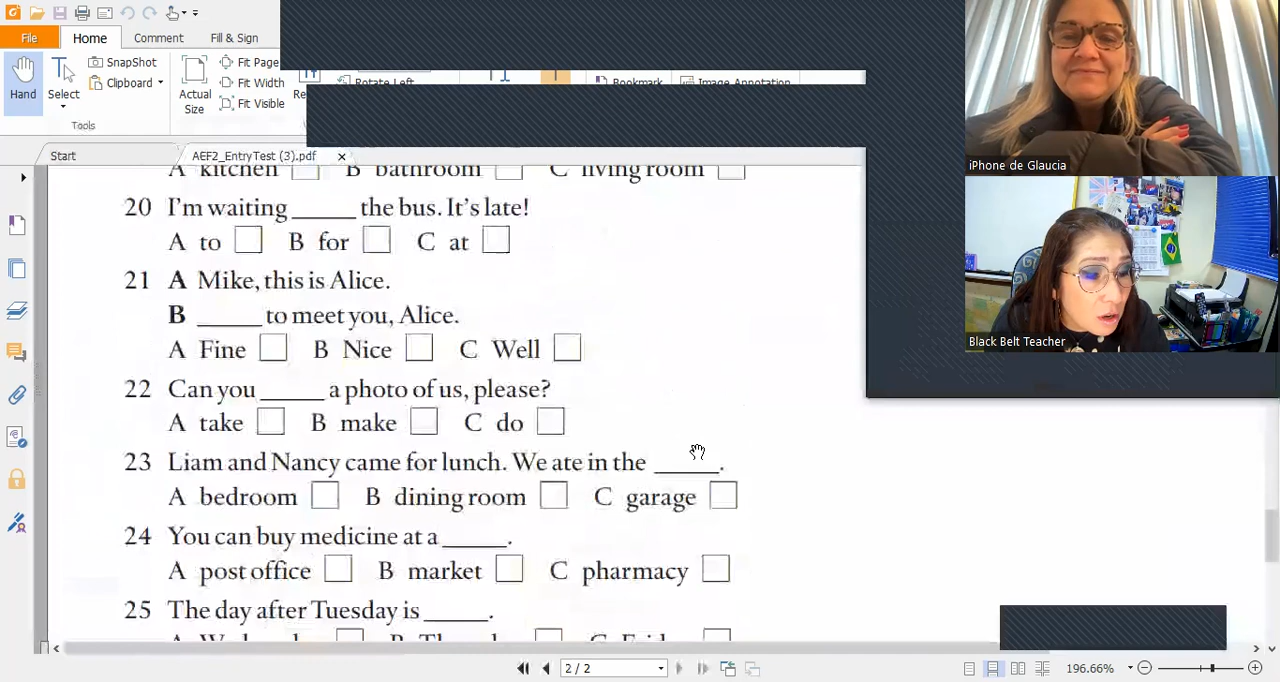 File Home Comment Fill & Sign
SnapShot Fit Page
Clipboard Fit Width Rotate Left Bookmark Image Annotation
Hand Select Actual Size Fit Visible
Tools
Start AEF2_EntryTest (3).pdf
A kitchen B bathroom C living room
20 I'm waiting _____ the bus. It's late!
A to B for C at
21 A Mike, this is Alice.
B _____ to meet you, Alice.
A Fine B Nice C Well
22 Can you _____ a photo of us, please?
A take B make C do
23 Liam and Nancy came for lunch. We ate in the _____.
A bedroom B dining room C garage
24 You can buy medicine at a _____.
A post office B market C pharmacy
25 The day after Tuesday is _____.
iPhone de Glaucia
Black Belt Teacher
2 / 2 196.66%